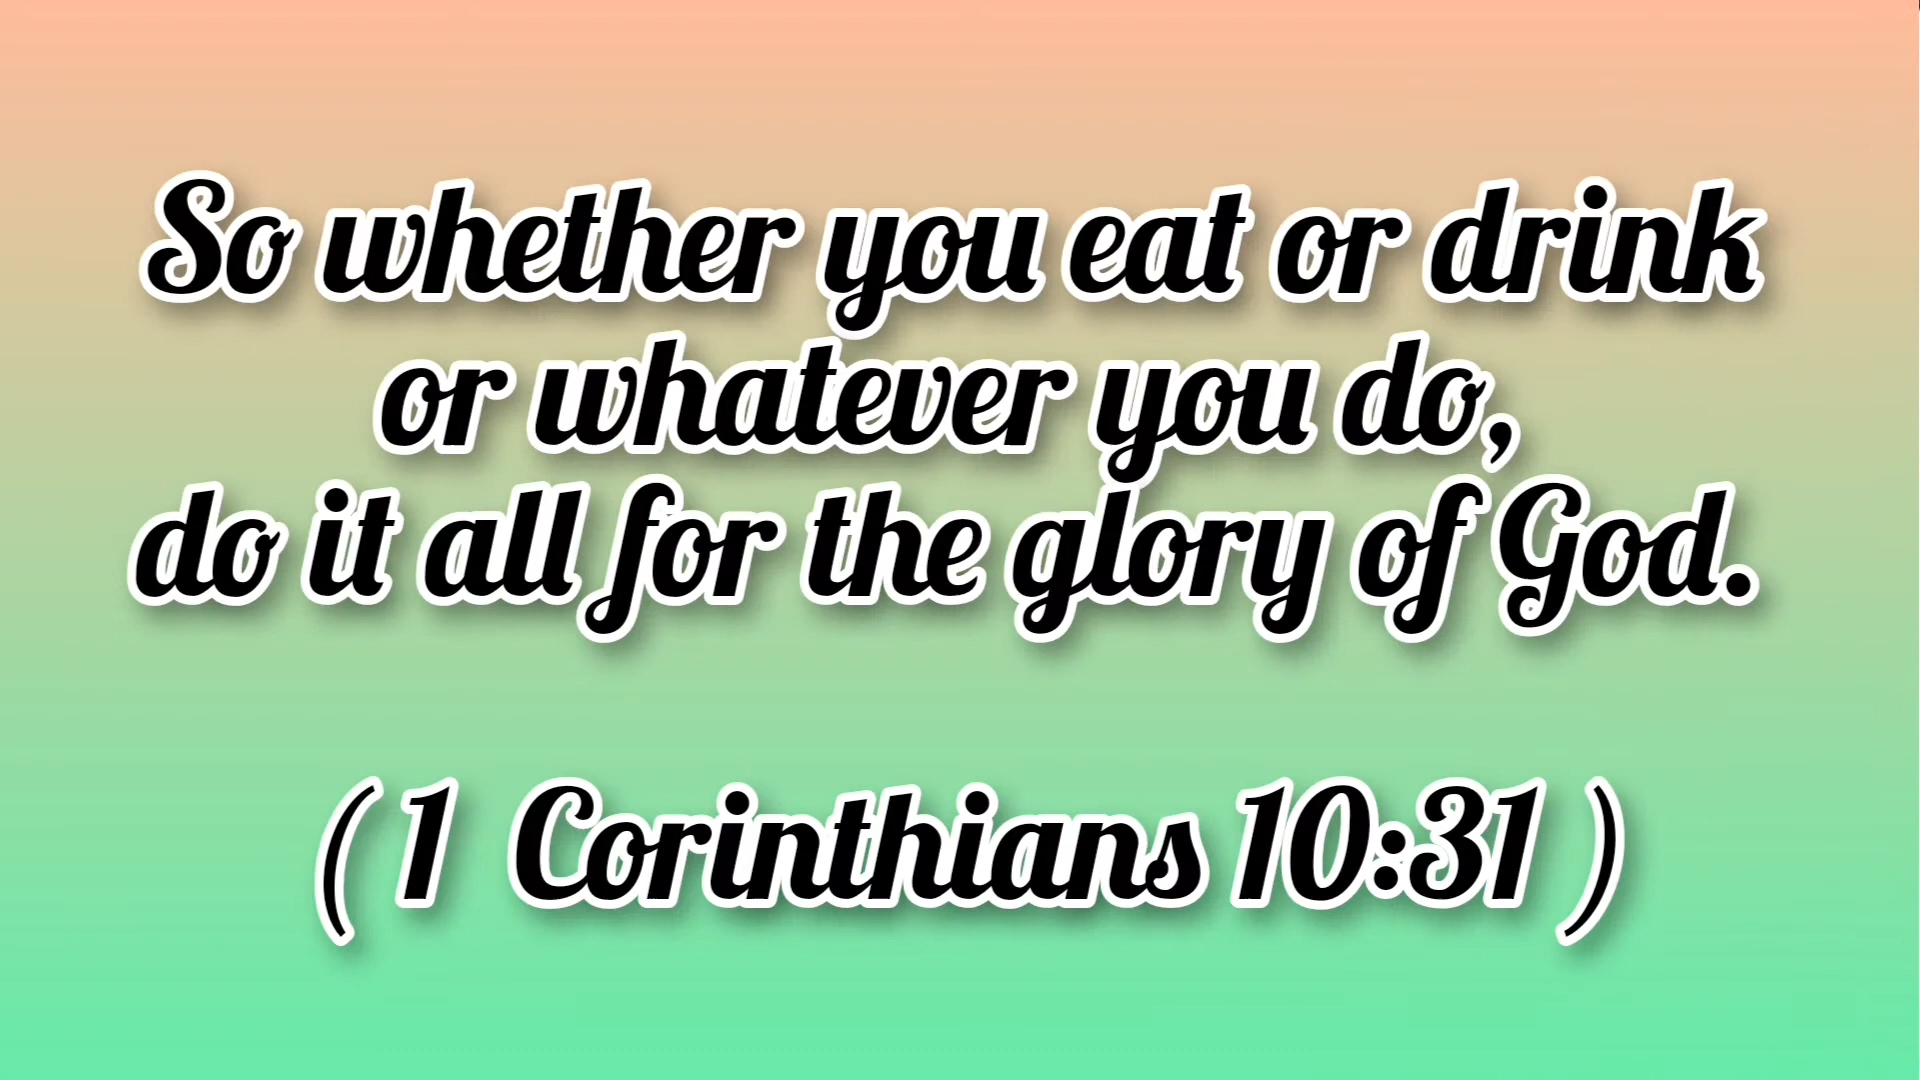 So whether you eat or drink
or whatever you do,
do it all for the glory of God.
( 1 Corinthians 10:31 )